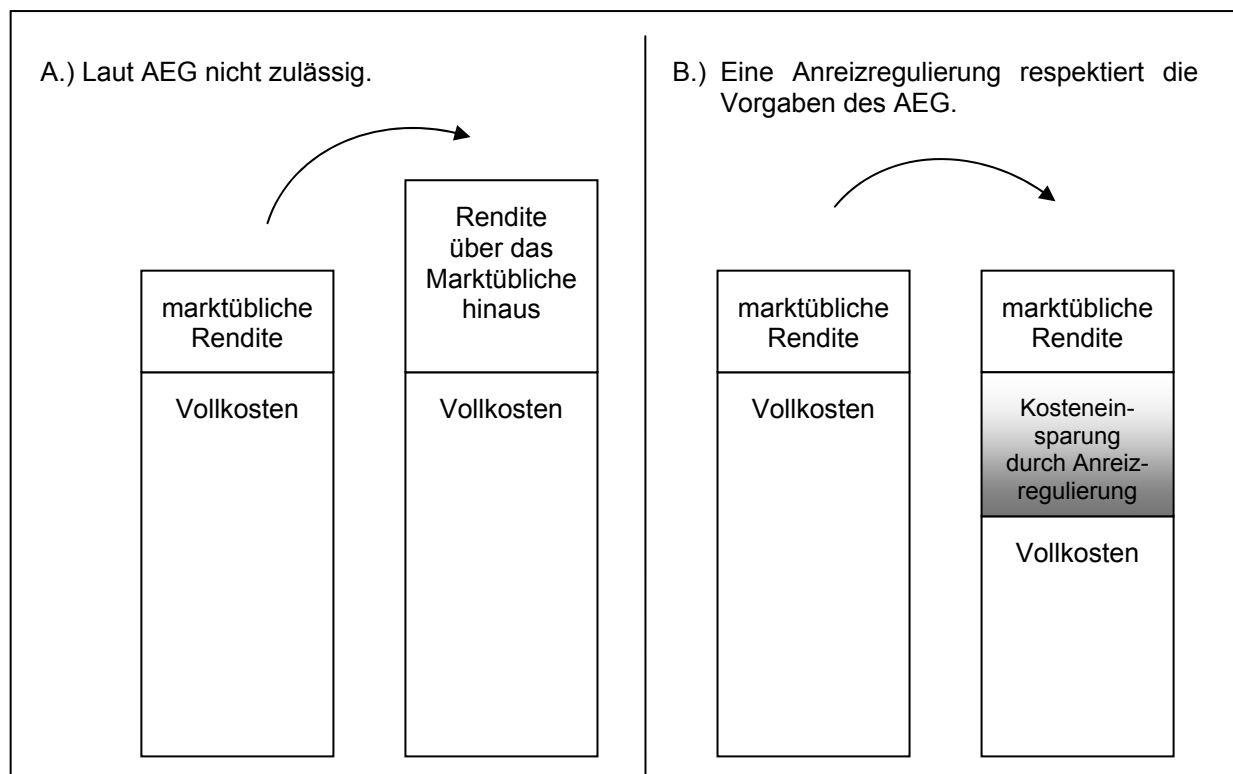 A.) Laut AEG nicht zulässig.
marktübliche
Rendite
Vollkosten
Rendite
über das
Marktübliche
hinaus
Vollkosten
B.) Eine Anreizregulierung respektiert die
Vorgaben des AEG.
marktübliche
Rendite
Vollkosten
marktübliche
Rendite
Kostenein-
sparung
durch Anreiz-
regulierung
Vollkosten